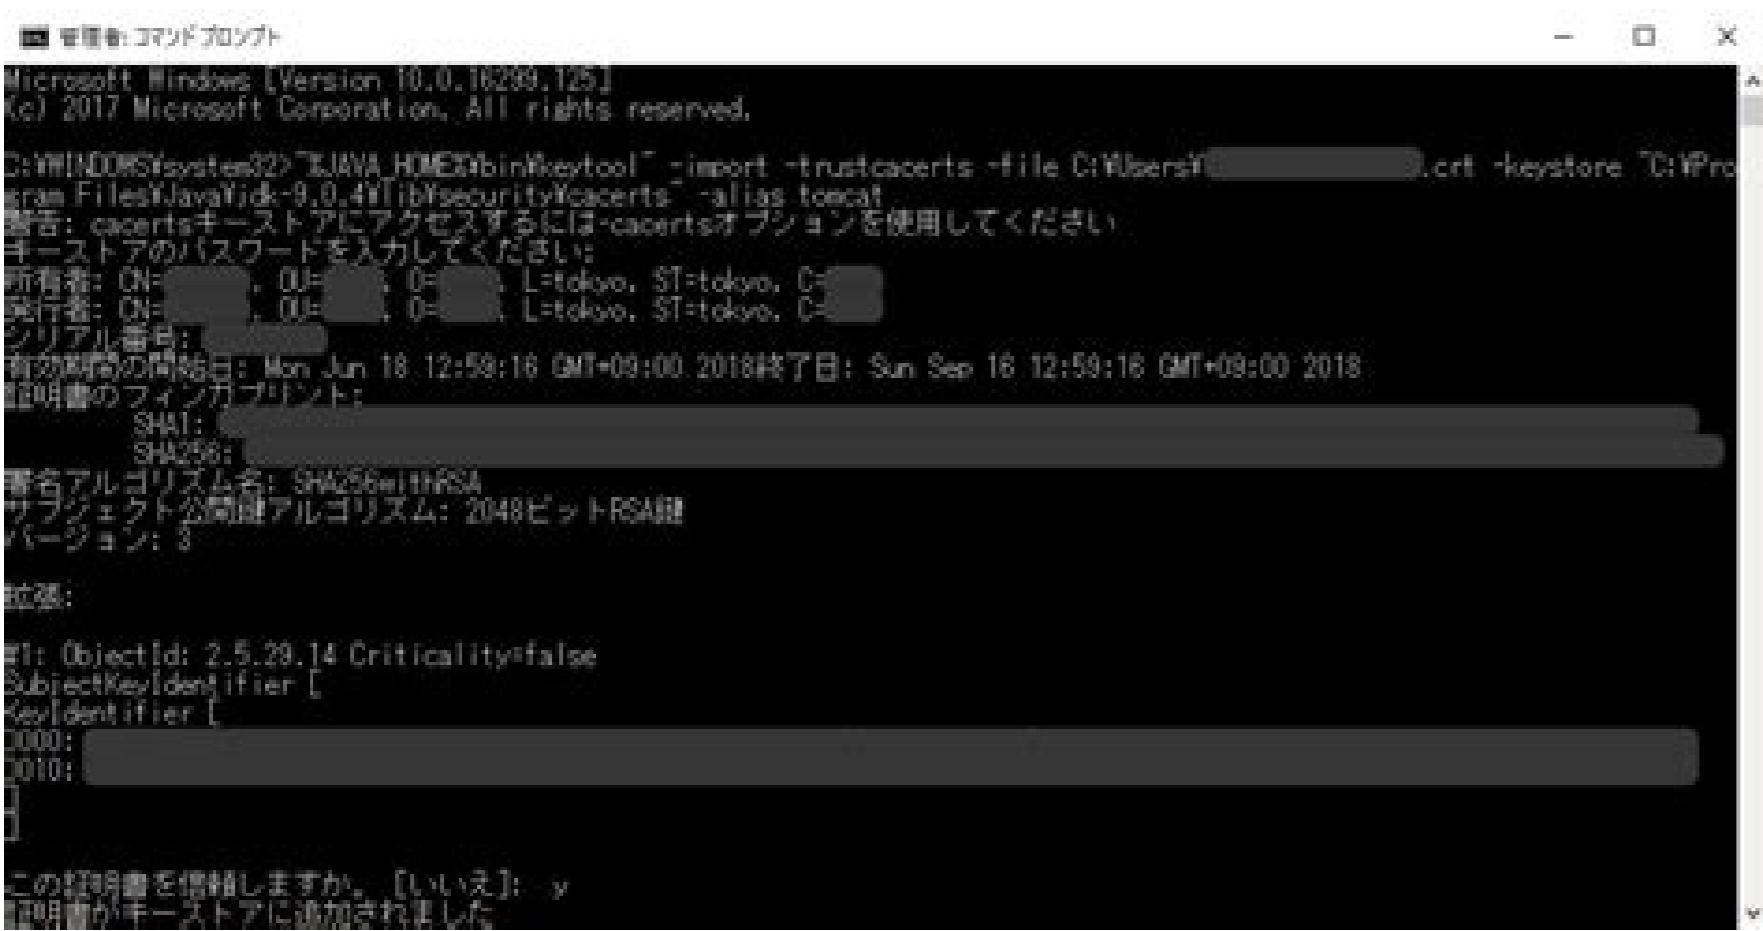 管理者: コマンド プロンプト
Microsoft Windows [Version 10.0.16299.125]
(c) 2017 Microsoft Corporation. All rights reserved.
C:¥WINDOWS¥system32>"%JAVA_HOME%¥bin¥keytool" -import -trustcacerts -file C:¥Users¥ .crt -keystore "C:¥Pro
gram Files¥Java¥jdk-9.0.4¥lib¥security¥cacerts" -alias tomcat
警告: cacertsキーストアにアクセスするには-cacertsオプションを使用してください
キーストアのパスワードを入力してください:
所有者: CN= , OU= , O= , L=tokyo, ST=tokyo, C=
発行者: CN= , OU= , O= , L=tokyo, ST=tokyo, C=
シリアル番号:
有効期間の開始日: Mon Jun 18 12:59:16 GMT+09:00 2018終了日: Sun Sep 16 12:59:16 GMT+09:00 2018
証明書のフィンガプリント:
SHA1:
SHA256:
署名アルゴリズム名: SHA256withRSA
サブジェクト公開鍵アルゴリズム: 2048ビットRSA鍵
バージョン: 3
拡張:
#1: ObjectId: 2.5.29.14 Criticality=false
SubjectKeyIdentifier [
KeyIdentifier [
0000:
0010:
]
]
この証明書を信頼しますか。 [いいえ]: y
証明書がキーストアに追加されました